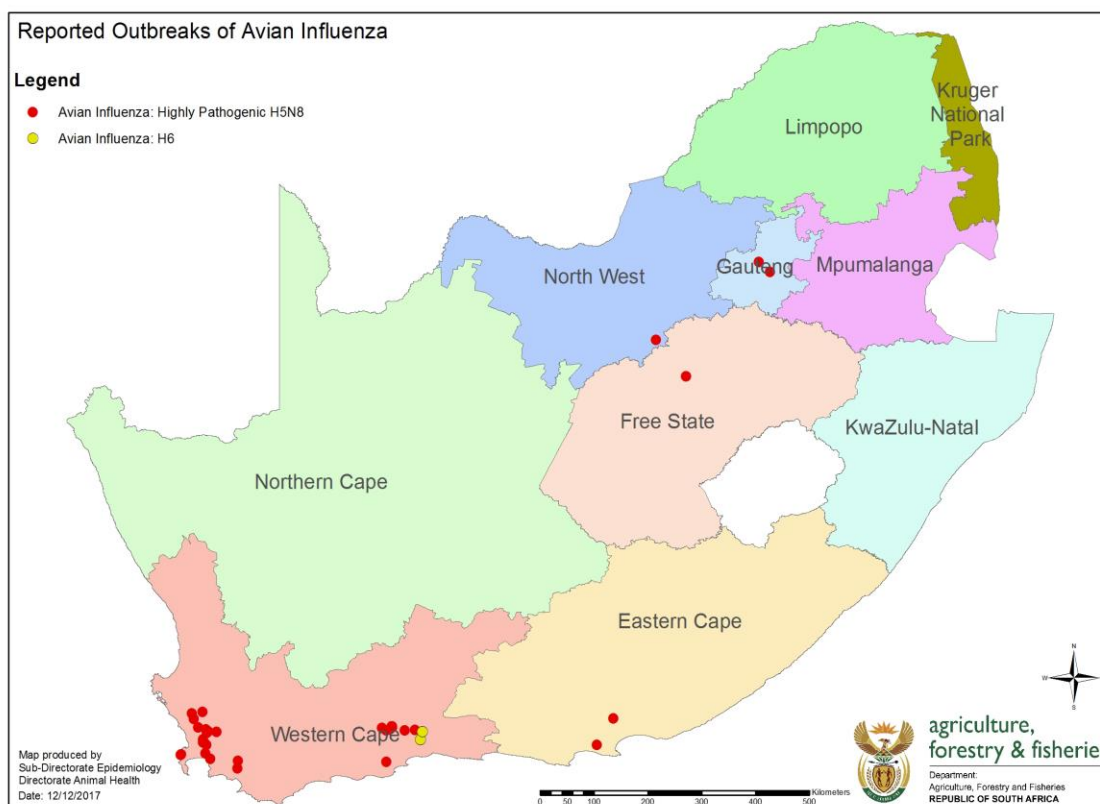 Reported Outbreaks of Avian Influenza
Legend
Avian Influenza: Highly Pathogenic H5N8
Avian Influenza: H6
Kruger
National
Park
Limpopo
North West
Gauteng
Mpumalanga
Free State
KwaZulu-Natal
Northern Cape
Eastern Cape
Western Cape
N
W
S
Map produced by
Sub-Directorate Epidemiology
Directorate Animal Health
Date: 12/12/2017
0 50 100 200 300 400 500
Kilometers
agriculture,
forestry & fisherie
Department:
Agriculture, Forestry and Fisheries
REPUBLIC OF SOUTH AFRICA